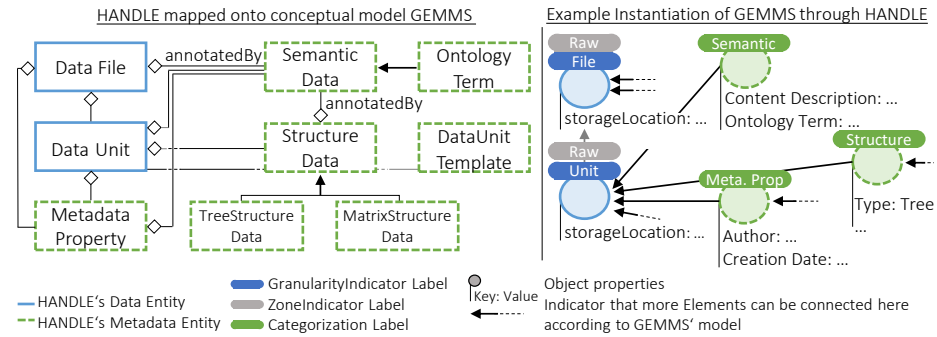 HANDLE mapped onto conceptual model GEMMS
Data File
annotatedBy
Semantic
Data
Ontology
Term
annotatedBy
Data Unit
Structure
Data
DataUnit
Template
Metadata
Property
TreeStructure
Data
MatrixStructure
Data
Example Instantiation of GEMMS through HANDLE
Raw
File
storageLocation: ...
Semantic
Content Description: ...
Ontology Term: ...
Raw
Unit
storageLocation: ...
Meta. Prop
Author: ...
Creation Date: ...
Structure
Type: Tree
...
HANDLE's Data Entity
HANDLE's Metadata Entity
GranularityIndicator Label
ZoneIndicator Label
Categorization Label
Key: Value
Object properties
Indicator that more Elements can be connected here
according to GEMMS' model